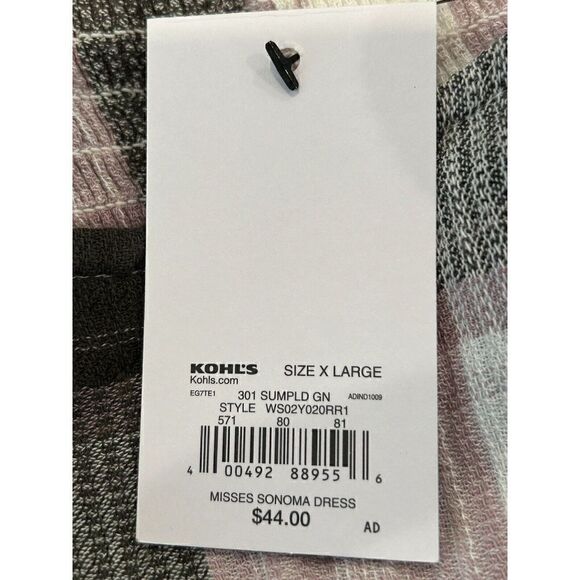 KOHL'S SIZE X LARGE
Kohls.com
EG7TE1 301 SUMPLD GN ADIND1009
STYLE WS02Y020RR1
571 80 81
4 00492 88955 6
MISSES SONOMA DRESS
$44.00 AD